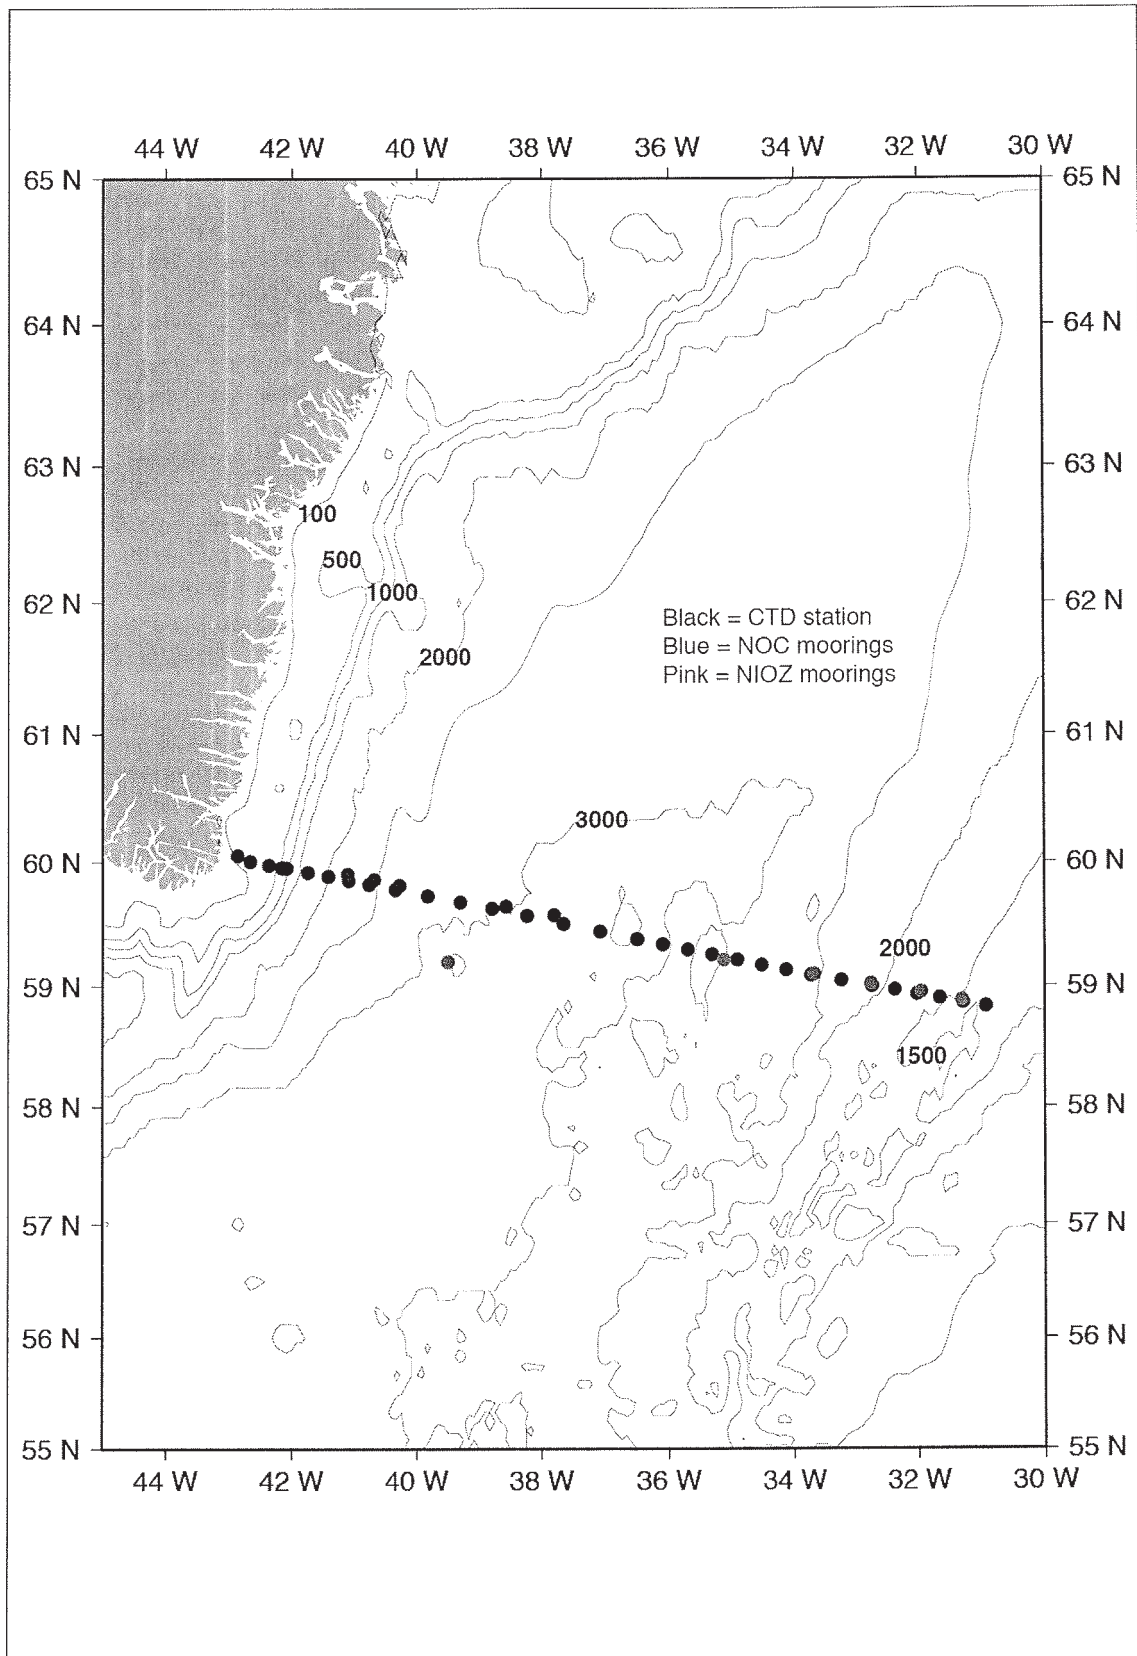 44 W 42 W 40 W 38 W 36 W 34 W 32 W 30 W
65 N 65 N
64 N 64 N
63 N 63 N
100
500
1000
62 N 62 N
Black = CTD station
Blue = NOC moorings
2000
Pink = NIOZ moorings
61 N 61 N
3000
60 N 60 N
2000
59 N 59 N
1500
58 N 58 N
57 N 57 N
56 N 56 N
55 N 55 N
44 W 42 W 40 W 38 W 36 W 34 W 32 W 30 W